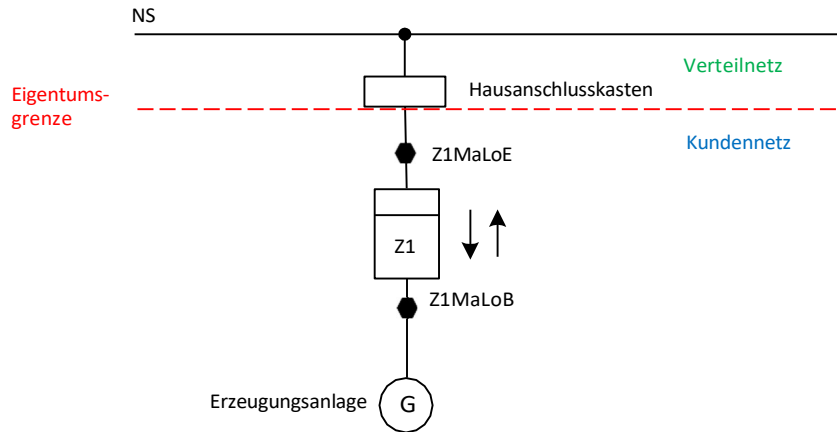 NS
Verteilnetz
Hausanschlusskasten
Eigentums-
grenze
Kundennetz
Z1MaLoE
Z1
Z1MaLoB
Erzeugungsanlage
G